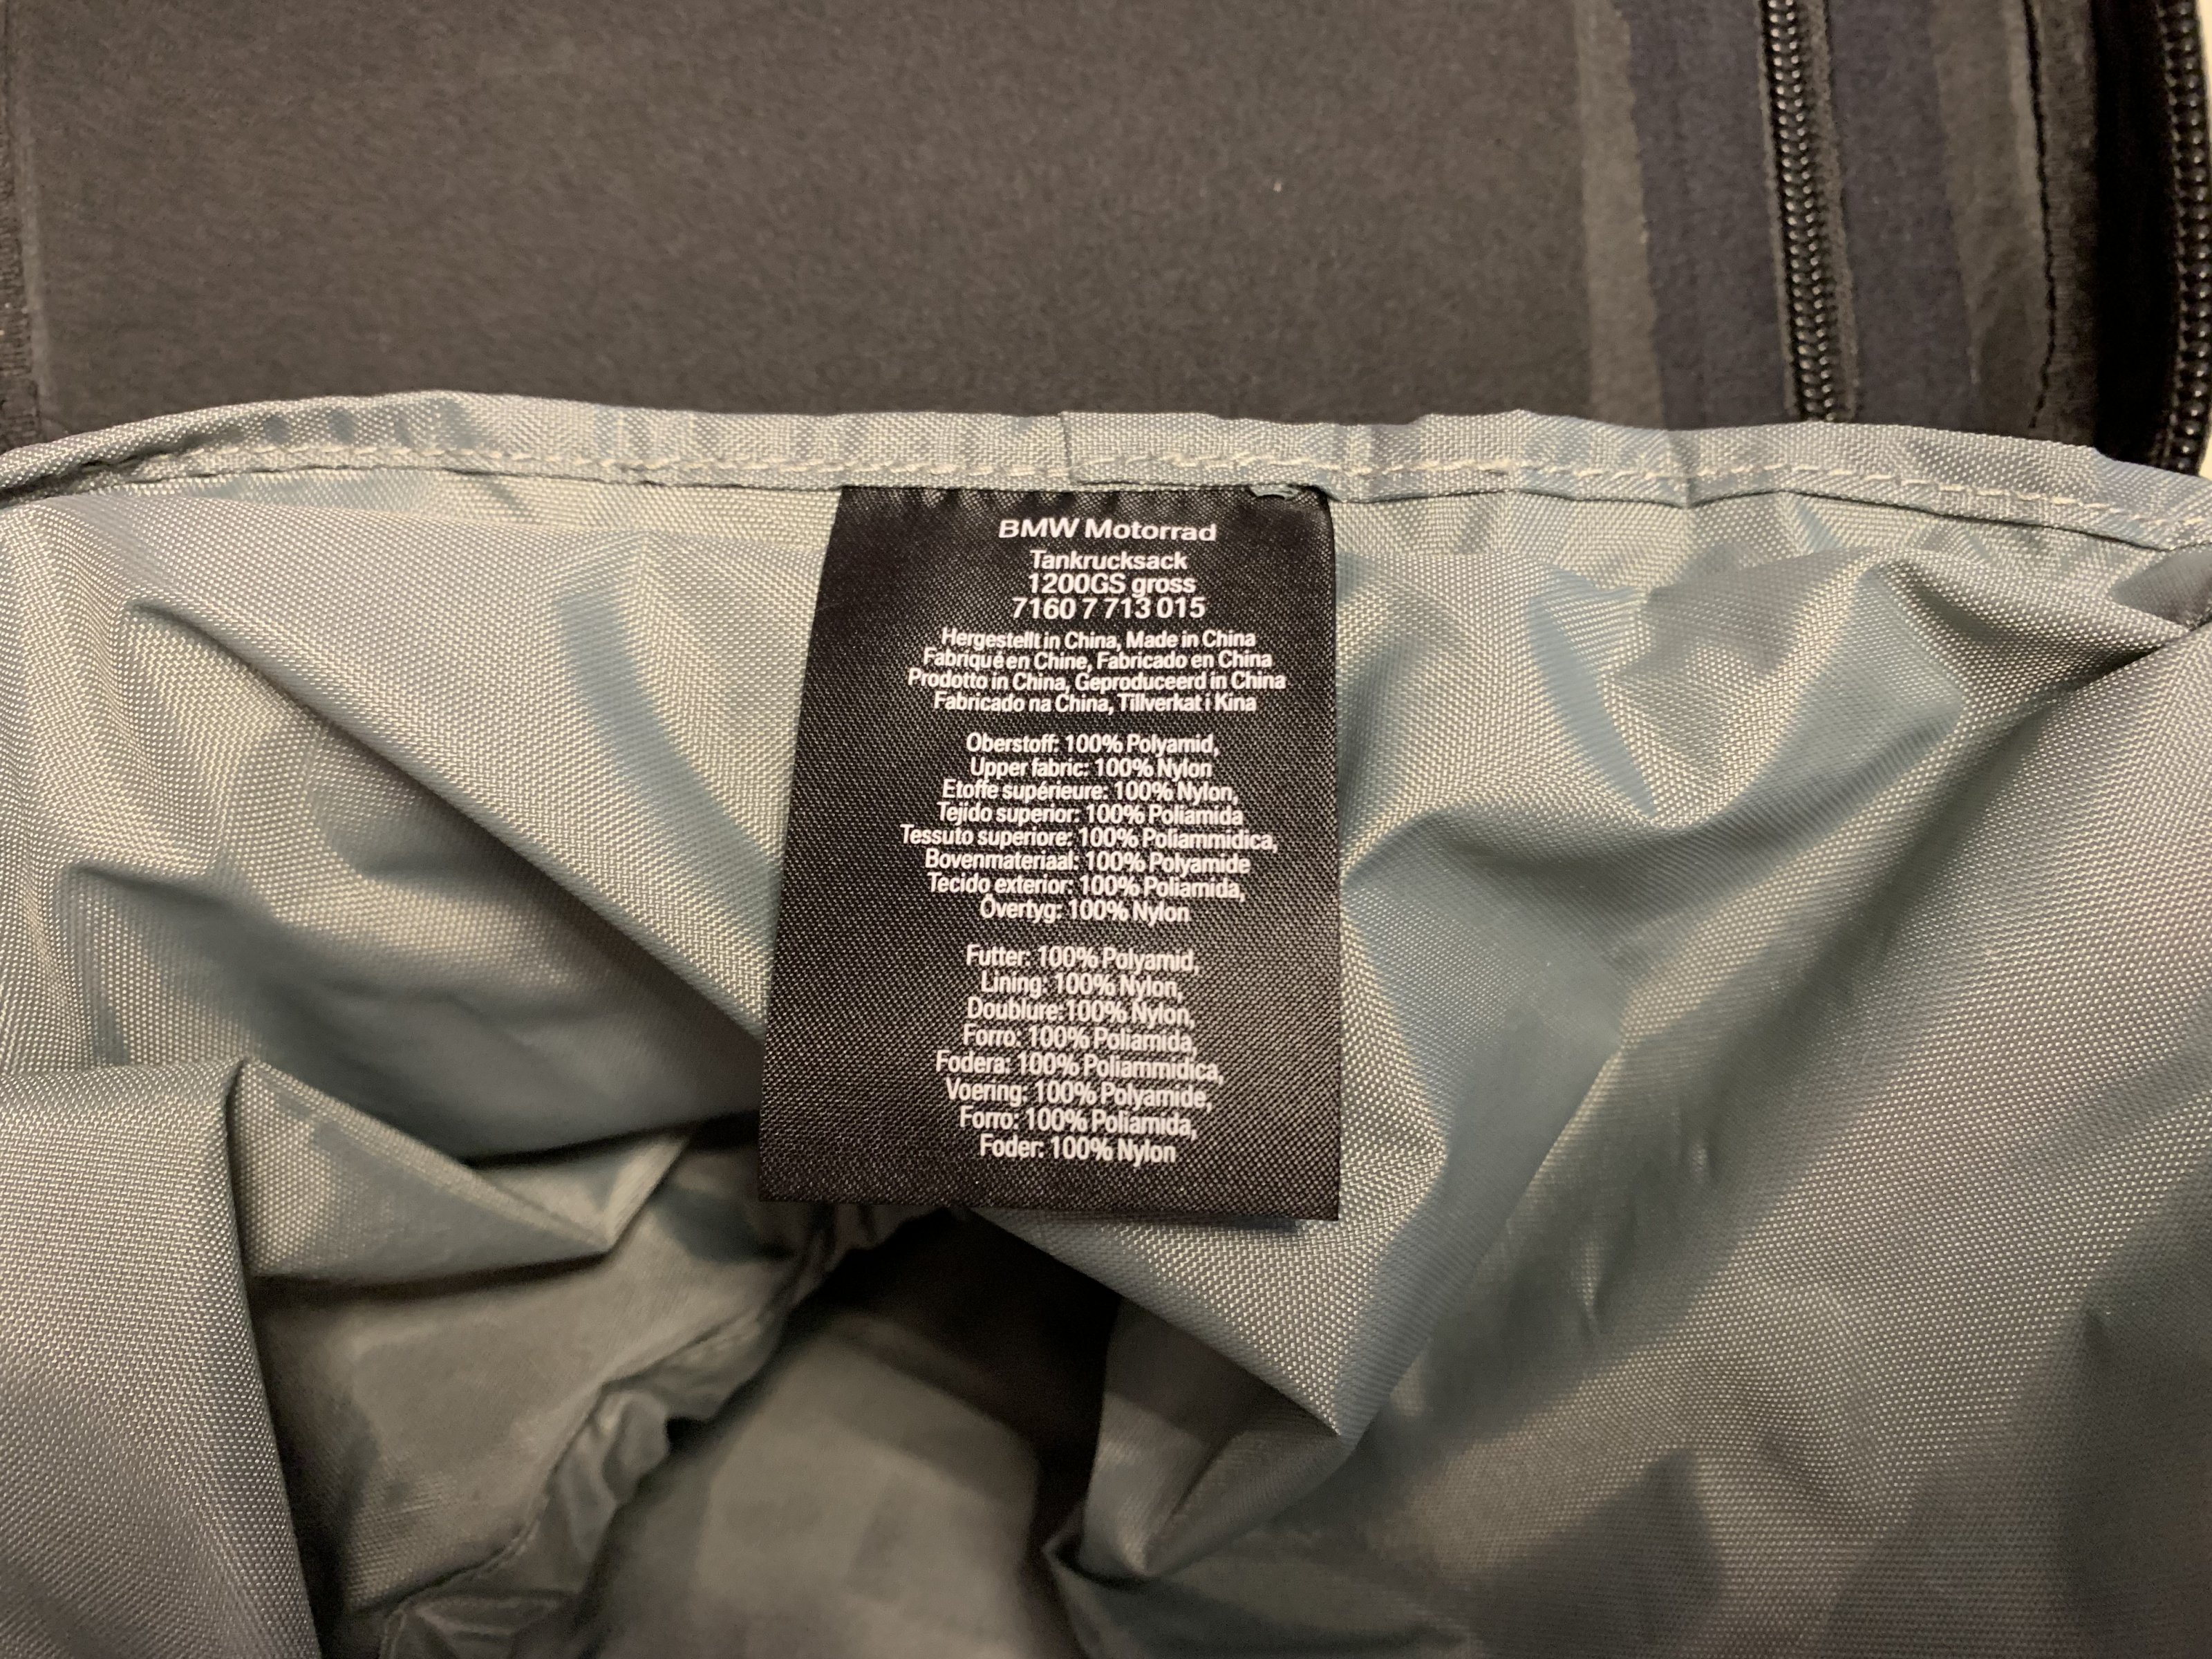 BMW Motorrad
Tankrucksack
1200GS gross
7160 7 713 015
Hergestellt in China, Made in China
Fabriqué en Chine, Fabricado en China
Prodotto in China, Geproduceerd in China
Fabricado na China, Tillverkat i Kina
Oberstoff: 100% Polyamid,
Upper fabric: 100% Nylon
Etoffe supérieure: 100% Nylon,
Tejido superior: 100% Poliamida
Tessuto superiore: 100% Poliammidica,
Bovenmateriaal: 100% Polyamide
Tecido exterior: 100% Poliamida,
Övertyg: 100% Nylon
Futter: 100% Polyamid,
Lining: 100% Nylon,
Doublure:100% Nylon,
Forro: 100% Poliamida,
Fodera: 100% Poliammidica,
Voering: 100% Polyamide,
Forro: 100% Poliamida,
Foder: 100% Nylon